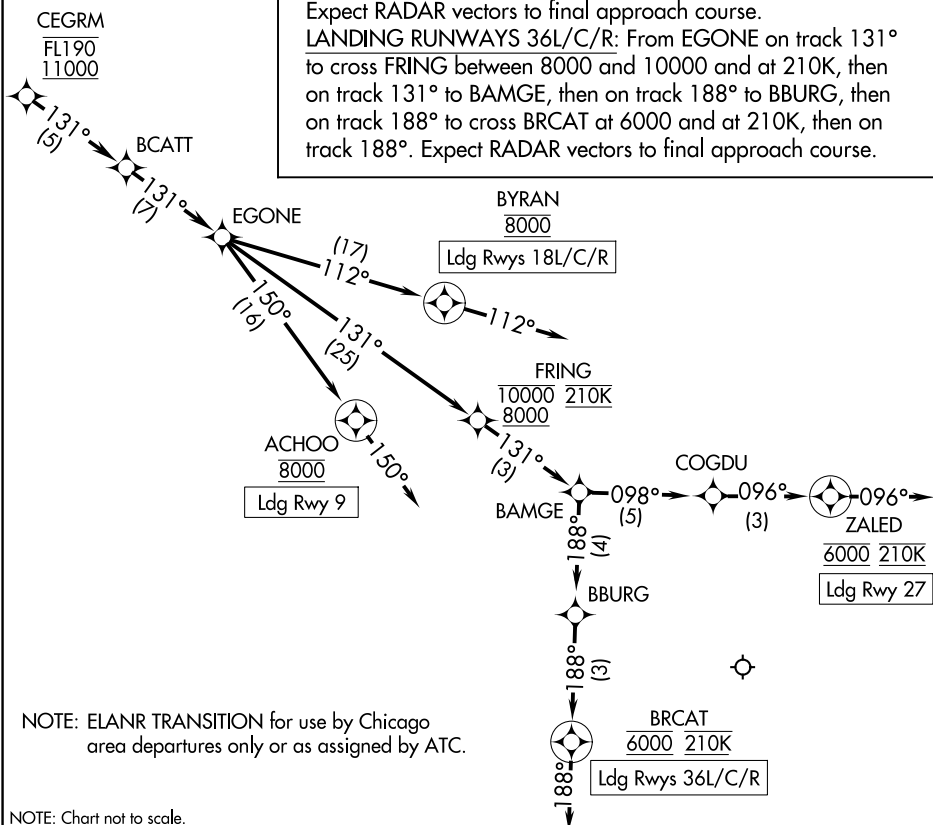 CEGRM
FL190
11000
Expect RADAR vectors to final approach course.
LANDING RUNWAYS 36L/C/R: From EGONE on track 131°
to cross FRING between 8000 and 10000 and at 210K, then
on track 131° to BAMGE, then on track 188° to BBURG, then
on track 188° to cross BRCAT at 6000 and at 210K, then on
track 188°. Expect RADAR vectors to final approach course.
131°
(5)
BCATT
131°
(7)
EGONE
BYRAN
8000
Ldg Rwys 18L/C/R
(17)
112°
112°
150°
(16)
131°
(25)
FRING
10000 210K
8000
ACHOO
8000
Ldg Rwy 9
150°
131°
(3)
BAMGE
098°
(5)
COGDU
096°
(3)
096°
ZALED
6000 210K
Ldg Rwy 27
188°
(4)
BBURG
188°
(3)
BRCAT
6000 210K
Ldg Rwys 36L/C/R
188°
NOTE: ELANR TRANSITION for use by Chicago
area departures only or as assigned by ATC.
NOTE: Chart not to scale.